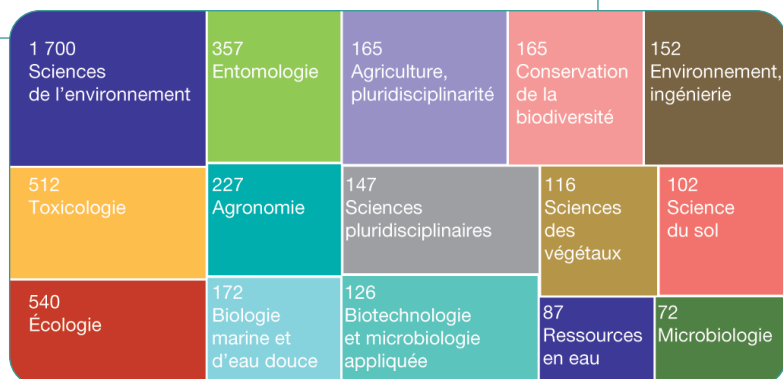 1 700
Sciences
de l’environnement
357
Entomologie
165
Agriculture,
pluridisciplinarité
165
Conservation
de la
biodiversité
152
Environnement,
ingénierie
512
Toxicologie
227
Agronomie
147
Sciences
pluridisciplinaires
116
Sciences
des
végétaux
102
Science
du sol
540
Écologie
172
Biologie
marine et
d’eau douce
126
Biotechnologie
et microbiologie
appliquée
87
Ressources
en eau
72
Microbiologie